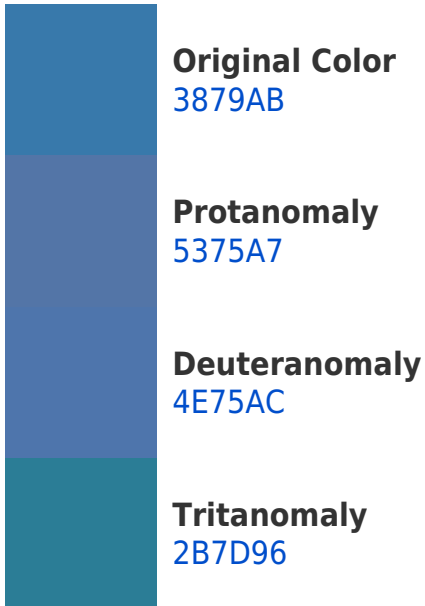 Original Color
3879AB
Protanomaly
5375A7
Deuteranomaly
4E75AC
Tritanomaly
2B7D96